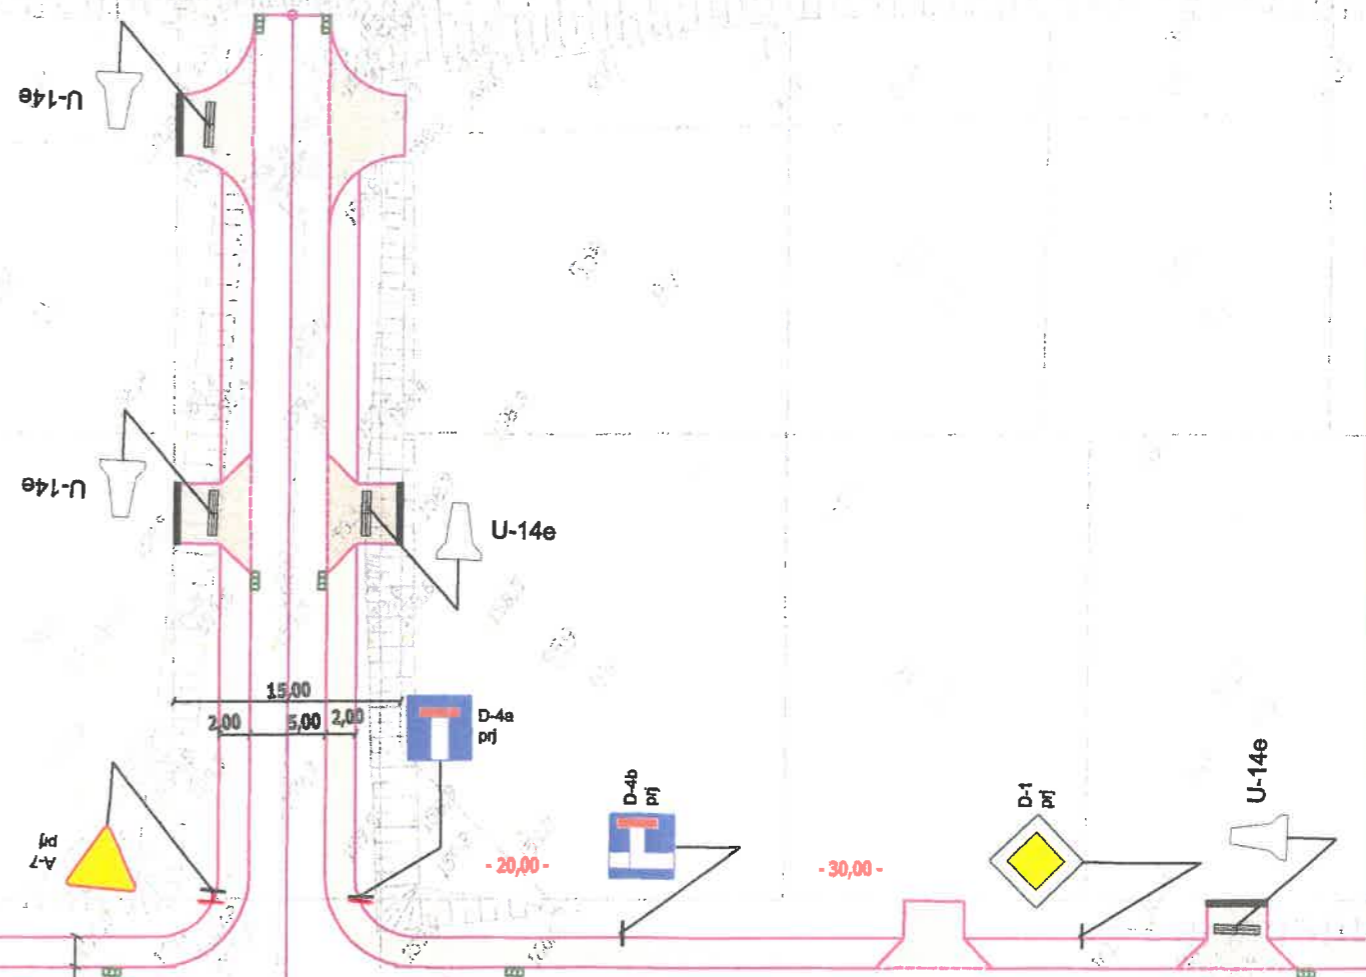 U-14e
U-14e
U-14e
15,00
2,00
5,00
2,00
D-4a
prj
D-4b
prj
D-1
prj
U-14e
A-7
prj
- 20,00 -
- 30,00 -